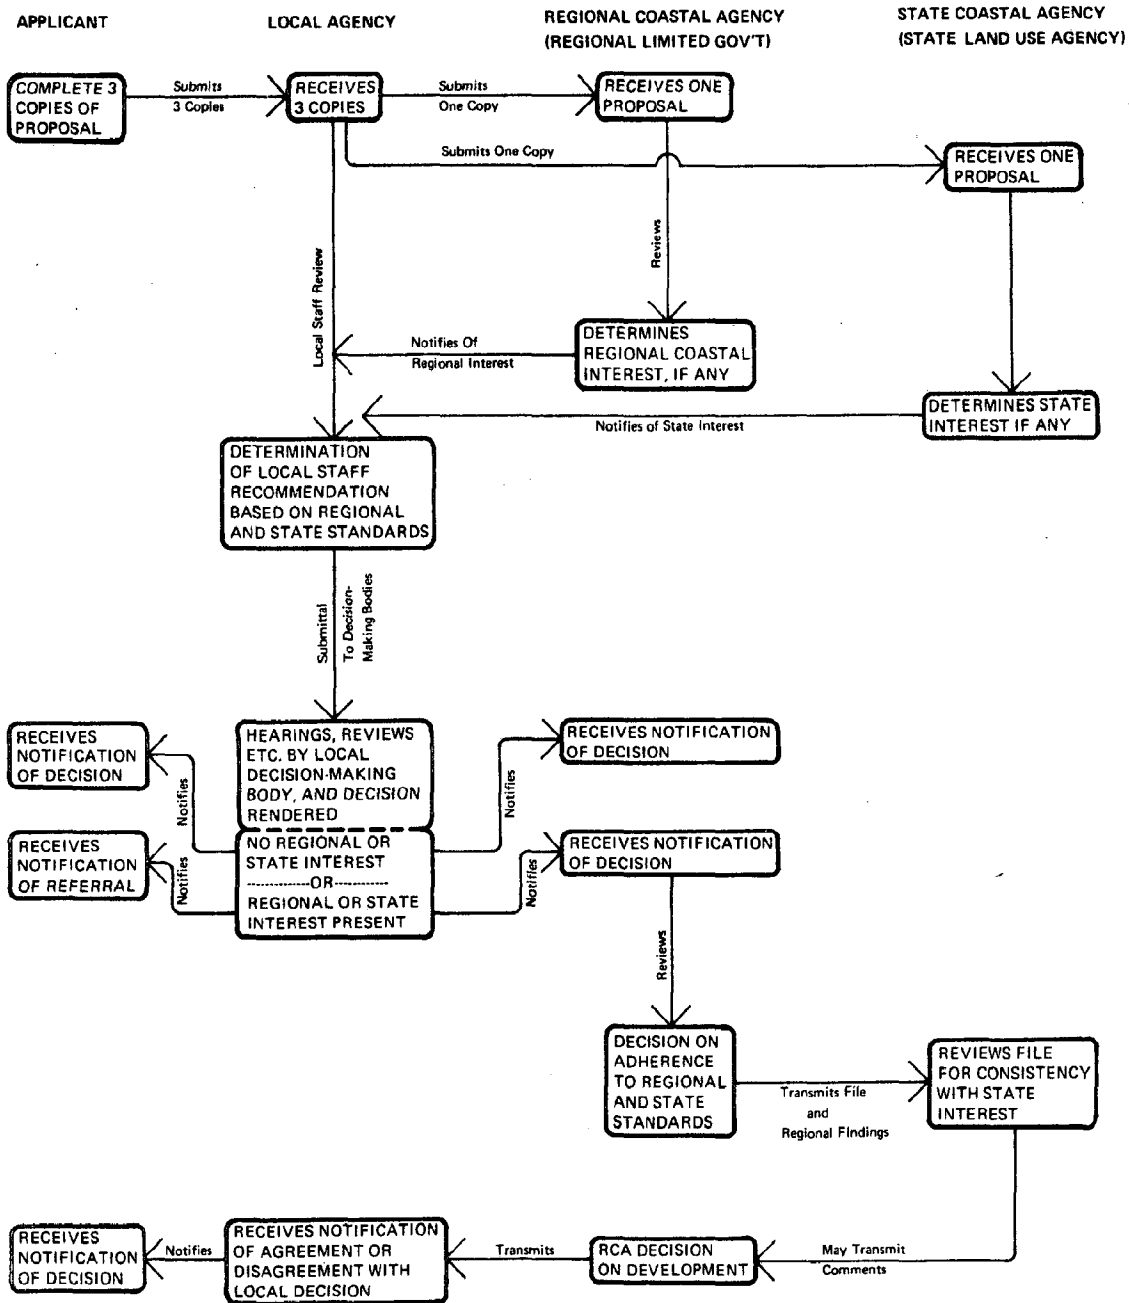 APPLICANT
LOCAL AGENCY
REGIONAL COASTAL AGENCY
(REGIONAL LIMITED GOV'T)
STATE COASTAL AGENCY
(STATE LAND USE AGENCY)
COMPLETE 3
COPIES OF
PROPOSAL
Submits
3 Copies
RECEIVES
3 COPIES
Submits
One Copy
RECEIVES ONE
PROPOSAL
Submits One Copy
RECEIVES ONE
PROPOSAL
Reviews
Local Staff Review
DETERMINES
REGIONAL COASTAL
INTEREST, IF ANY
Notifies Of
Regional Interest
DETERMINES STATE
INTEREST IF ANY
Notifies of State Interest
DETERMINATION
OF LOCAL STAFF
RECOMMENDATION
BASED ON REGIONAL
AND STATE STANDARDS
Submittal
To Decision-
Making Bodies
RECEIVES
NOTIFICATION
OF DECISION
Notifies
HEARINGS, REVIEWS
ETC. BY LOCAL
DECISION-MAKING
BODY, AND DECISION
RENDERED
Notifies
RECEIVES NOTIFICATION
OF DECISION
RECEIVES
NOTIFICATION
OF REFERRAL
Notifies
NO REGIONAL OR
STATE INTEREST
OR
REGIONAL OR STATE
INTEREST PRESENT
Notifies
RECEIVES NOTIFICATION
OF DECISION
Reviews
DECISION ON
ADHERENCE
TO REGIONAL
AND STATE
STANDARDS
Transmits File
and
Regional Findings
REVIEWS FILE
FOR CONSISTENCY
WITH STATE
INTEREST
RECEIVES
NOTIFICATION
OF DECISION
Notifies
RECEIVES NOTIFICATION
OF AGREEMENT OR
DISAGREEMENT WITH
LOCAL DECISION
Transmits
RCA DECISION
ON DEVELOPMENT
May Transmit
Comments